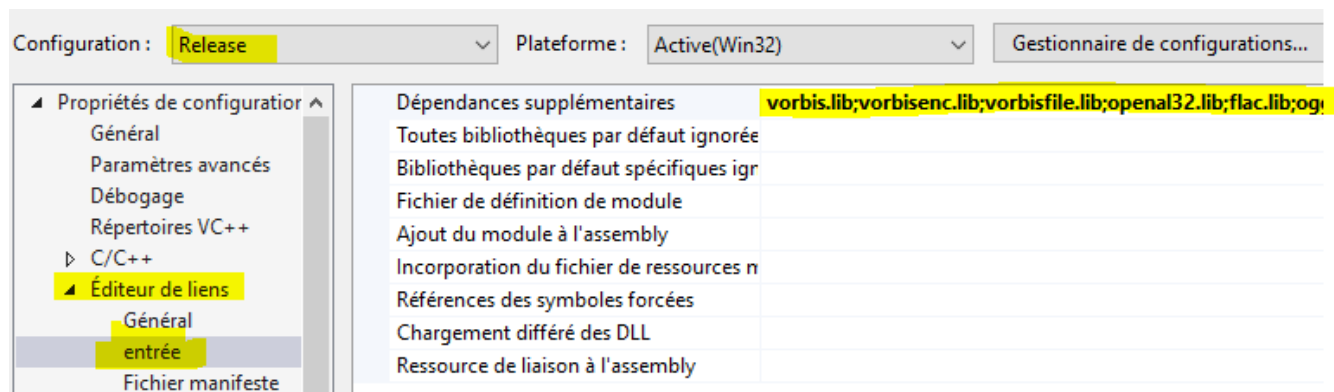 Configuration : Release Plateforme : Active(Win32) Gestionnaire de configurations...
Propriétés de configuration
Général
Paramètres avancés
Débogage
Répertoires VC++
C/C++
Éditeur de liens
Général
entrée
Fichier manifeste
Dépendances supplémentaires vorbis.lib;vorbisenc.lib;vorbisfile.lib;openal32.lib;flac.lib;ogg
Toutes bibliothèques par défaut ignorée
Bibliothèques par défaut spécifiques ign
Fichier de définition de module
Ajout du module à l'assembly
Incorporation du fichier de ressources m
Références des symboles forcées
Chargement différé des DLL
Ressource de liaison à l'assembly